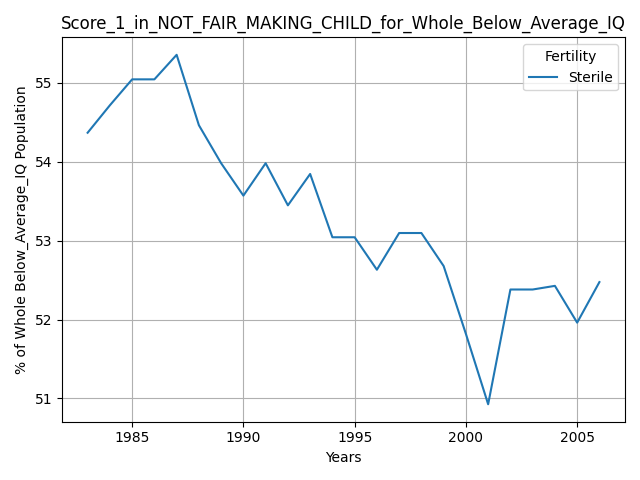 Score_1_in_NOT_FAIR_MAKING_CHILD_for_Whole_Below_Average_IQ
Fertility
Sterile
% of Whole Below_Average_IQ Population
55
54
53
52
51
1985
1990
1995
2000
2005
Years